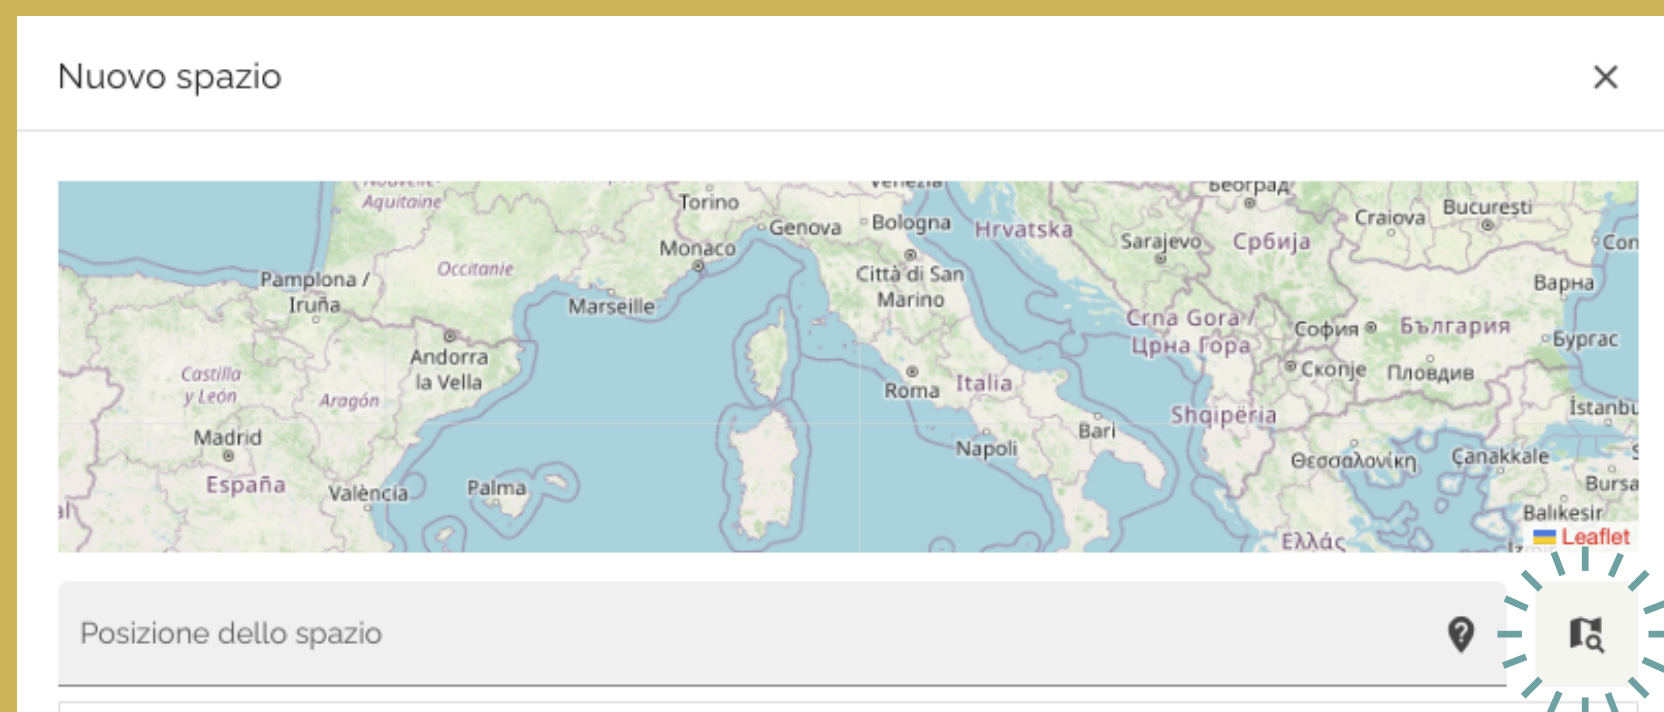 Nuovo spazio
Aquitaine
Torino
Београд
Craiova
Bucuresti
Genova
Bologna
Hrvatska
Monaco
Sarajevo
Србија
Pamplona /
Iruña
Occitanie
Città di San
Marino
Варна
Marseille
Crna Gora /
Црна Гора
София
България
Бургас
Andorra
la Vella
Скопје
Пловдив
Castilla
y León
Aragón
Roma
Italia
Shqipëria
Madrid
Napoli
Bari
Θεσσαλονίκη
Çanakkale
España
València
Palma
Bursa
Balıkesir
Ελλάς
Leaflet
Posizione dello spazio